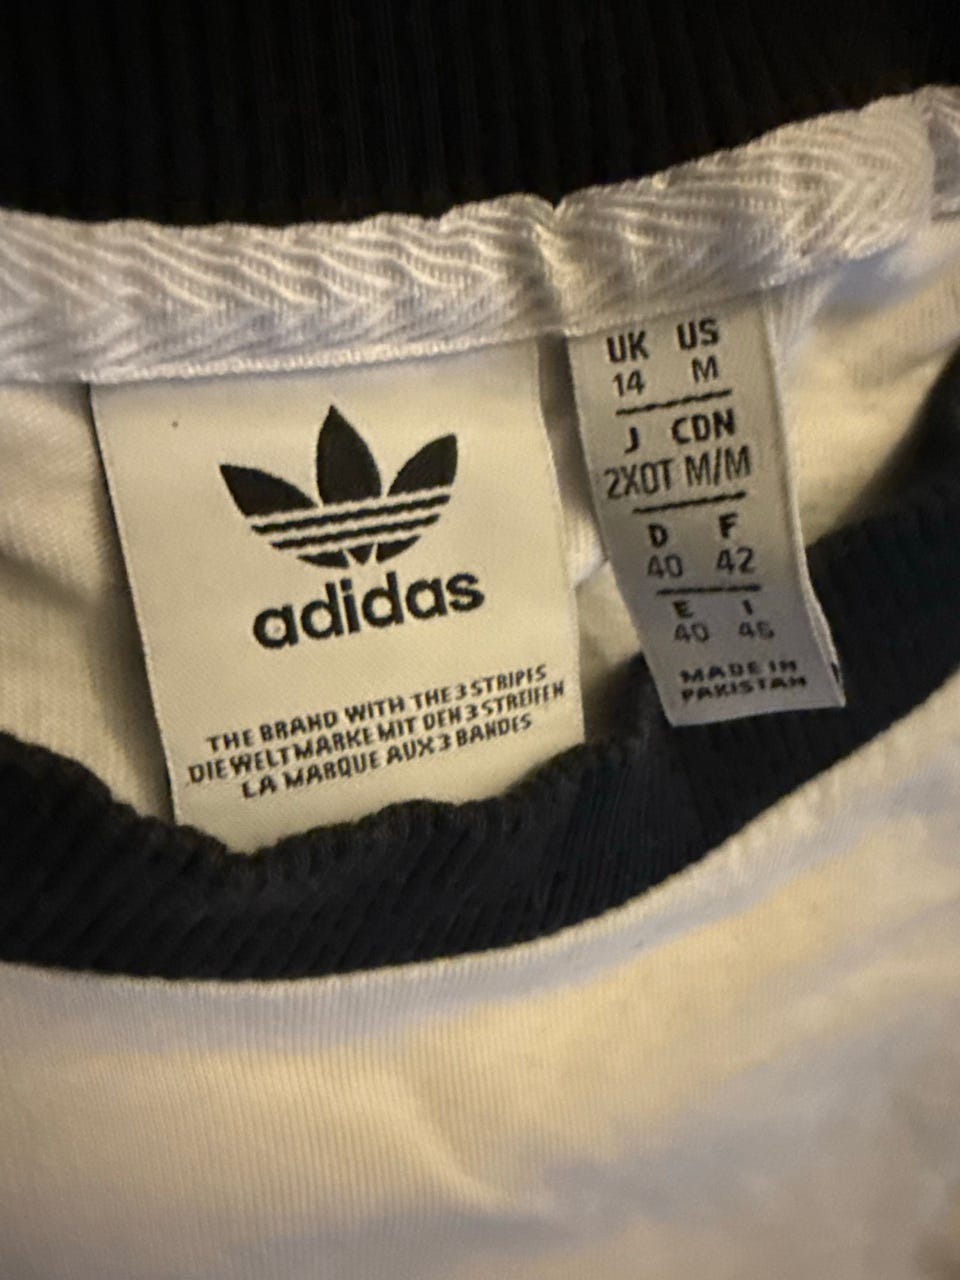 adidas
THE BRAND WITH THE 3 STRIPES
DIE WELTMARKE MIT DEN 3 STREIFEN
LA MARQUE AUX 3 BANDES
UK US
14 M
J CDN
2XOT M/M
D F
40 42
E I
40 46
MADE IN
PAKISTAN